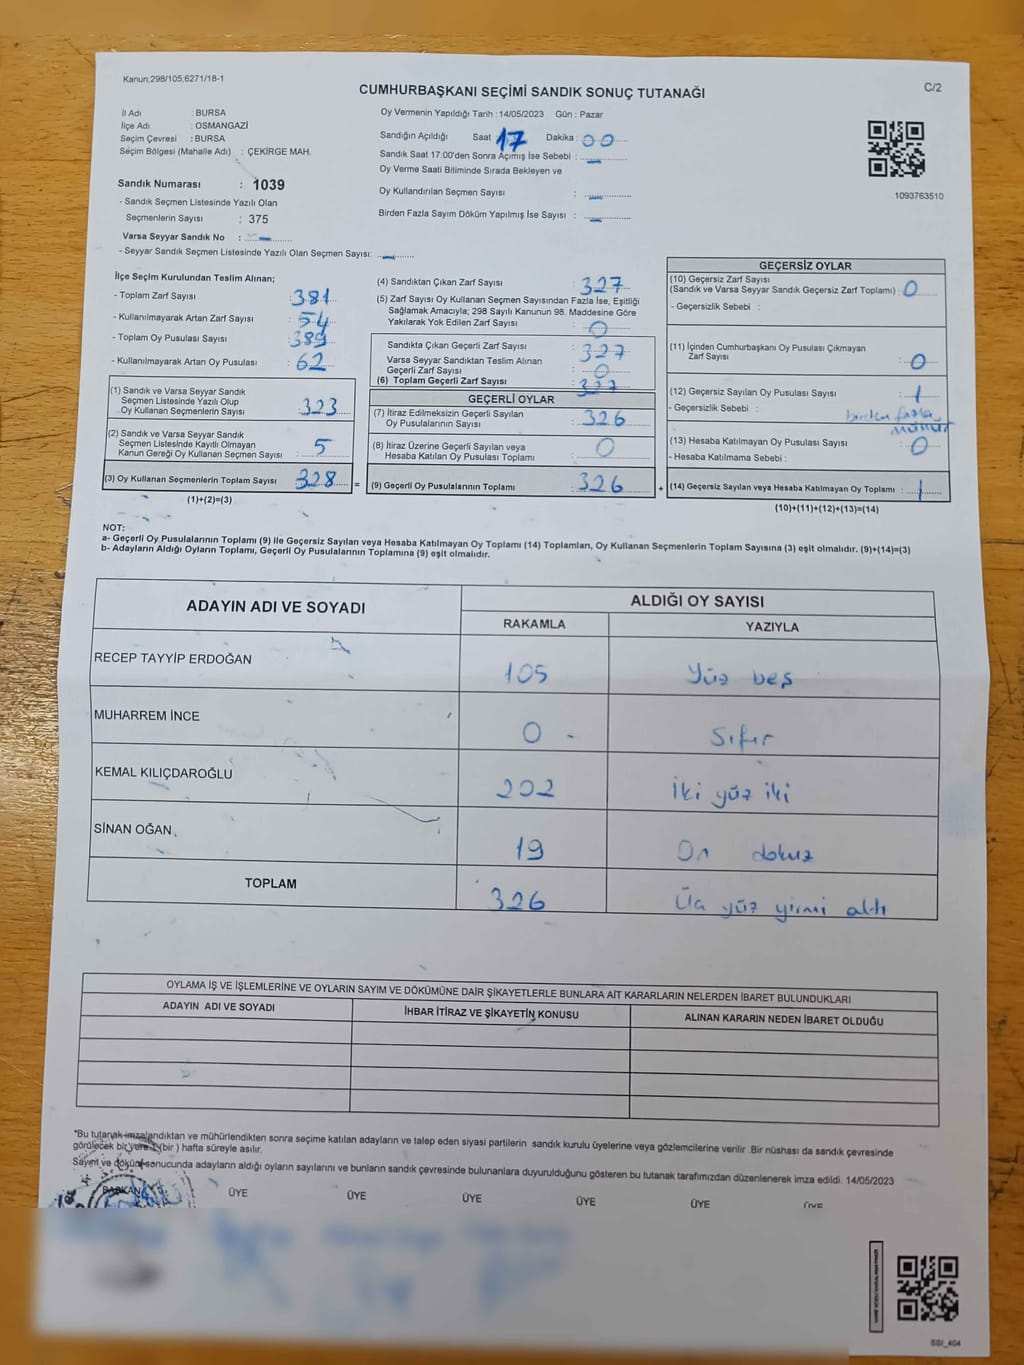 Kanun;298/105;6271/18-1
C/2
CUMHURBAŞKANI SEÇİMİ SANDIK SONUÇ TUTANAĞI
İl Adı : BURSA
İlçe Adı : OSMANGAZİ
Seçim Çevresi : BURSA
Seçim Bölgesi (Mahalle Adı) : ÇEKİRGE MAH.
Sandık Numarası : 1039
- Sandık Seçmen Listesinde Yazılı Olan
Seçmenlerin Sayısı : 375
Varsa Seyyar Sandık No : –
- Seyyar Sandık Seçmen Listesinde Yazılı Olan Seçmen Sayısı: –
Oy Vermenin Yapıldığı Tarih : 14/05/2023 Gün : Pazar
Sandığın Açıldığı Saat : 17 Dakika : 00
Sandık Saat 17:00'den Sonra Açımış İse Sebebi : –
Oy Verme Saati Bitiminde Sırada Bekleyen ve
Oy Kullandırılan Seçmen Sayısı : –
Birden Fazla Sayım Döküm Yapılmış İse Sayısı : –
1093763510
İlçe Seçim Kurulundan Teslim Alınan;
- Toplam Zarf Sayısı : 381
- Kullanılmayarak Artan Zarf Sayısı : 54
- Toplam Oy Pusulası Sayısı : 389
- Kullanılmayarak Artan Oy Pusulası : 62
(1) Sandık ve Varsa Seyyar Sandık
Seçmen Listesinde Yazılı Olup
Oy Kullanan Seçmenlerin Sayısı : 323
(2) Sandık ve Varsa Seyyar Sandık
Seçmen Listesinde Kayıtlı Olmayan
Kanun Gereği Oy Kullanan Seçmen Sayısı : 5
(3) Oy Kullanan Seçmenlerin Toplam Sayısı : 328
(1)+(2)=(3)
=
(4) Sandıktan Çıkan Zarf Sayısı : 327
(5) Zarf Sayısı Oy Kullanan Seçmen Sayısından Fazla İse, Eşitliği
Sağlamak Amacıyla; 298 Sayılı Kanunun 98. Maddesine Göre
Yakılarak Yok Edilen Zarf Sayısı : 0
Sandıkta Çıkan Geçerli Zarf Sayısı : 327
Varsa Seyyar Sandıktan Teslim Alınan
Geçerli Zarf Sayısı : 0
(6) Toplam Geçerli Zarf Sayısı : 327
GEÇERLİ OYLAR
(7) İtiraz Edilmeksizin Geçerli Sayılan
Oy Pusulalarının Sayısı : 326
(8) İtiraz Üzerine Geçerli Sayılan veya
Hesaba Katılan Oy Pusulası Toplamı : 0
(9) Geçerli Oy Pusulalarının Toplamı : 326
+
GEÇERSİZ OYLAR
(10) Geçersiz Zarf Sayısı
(Sandık ve Varsa Seyyar Sandık Geçersiz Zarf Toplamı) : 0
- Geçersizlik Sebebi :
(11) İçinden Cumhurbaşkanı Oy Pusulası Çıkmayan
Zarf Sayısı : 0
(12) Geçersiz Sayılan Oy Pusulası Sayısı : 1
- Geçersizlik Sebebi : birden fazla
mühür
(13) Hesaba Katılmayan Oy Pusulası Sayısı : 0
- Hesaba Katılmama Sebebi :
(14) Geçersiz Sayılan veya Hesaba Katılmayan Oy Toplamı : 1
(10)+(11)+(12)+(13)=(14)
NOT:
a- Geçerli Oy Pusulalarının Toplamı (9) ile Geçersiz Sayılan veya Hesaba Katılmayan Oy Toplamı (14) Toplamları, Oy Kullanan Seçmenlerin Toplam Sayısına (3) eşit olmalıdır. (9)+(14)=(3)
b- Adayların Aldığı Oyların Toplamı, Geçerli Oy Pusulalarının Toplamına (9) eşit olmalıdır.
ADAYIN ADI VE SOYADI
ALDIĞI OY SAYISI
RAKAMLA YAZIYLA
RECEP TAYYİP ERDOĞAN 105 Yüz beş
MUHARREM İNCE 0 - Sıfır
KEMAL KILIÇDAROĞLU 202 İki yüz iki
SİNAN OĞAN 19 On dokuz
TOPLAM 326 Üç yüz yirmi altı
OYLAMA İŞ VE İŞLEMLERİNE VE OYLARIN SAYIM VE DÖKÜMÜNE DAİR ŞİKAYETLERLE BUNLARA AİT KARARLARIN NELERDEN İBARET BULUNDUKLARI
ADAYIN ADI VE SOYADI İHBAR İTİRAZ VE ŞİKAYETİN KONUSU ALINAN KARARIN NEDEN İBARET OLDUĞU
*Bu tutanak imzalandıktan ve mühürlendikten sonra seçime katılan adayların ve talep eden siyasi partilerin sandık kurulu üyelerine veya gözlemcilerine verilir .Bir nüshası da sandık çevresinde
görülecek bir yere 1 (bir ) hafta süreyle asılır.
Sayım ve döküm sonucunda adayların aldığı oyların sayılarını ve bunların sandık çevresinde bulunanlara duyurulduğunu gösteren bu tutanak tarafımızdan düzenlenerek imza edildi. 14/05/2023
BAŞKAN ÜYE ÜYE ÜYE ÜYE ÜYE ÜYE
SSI_404